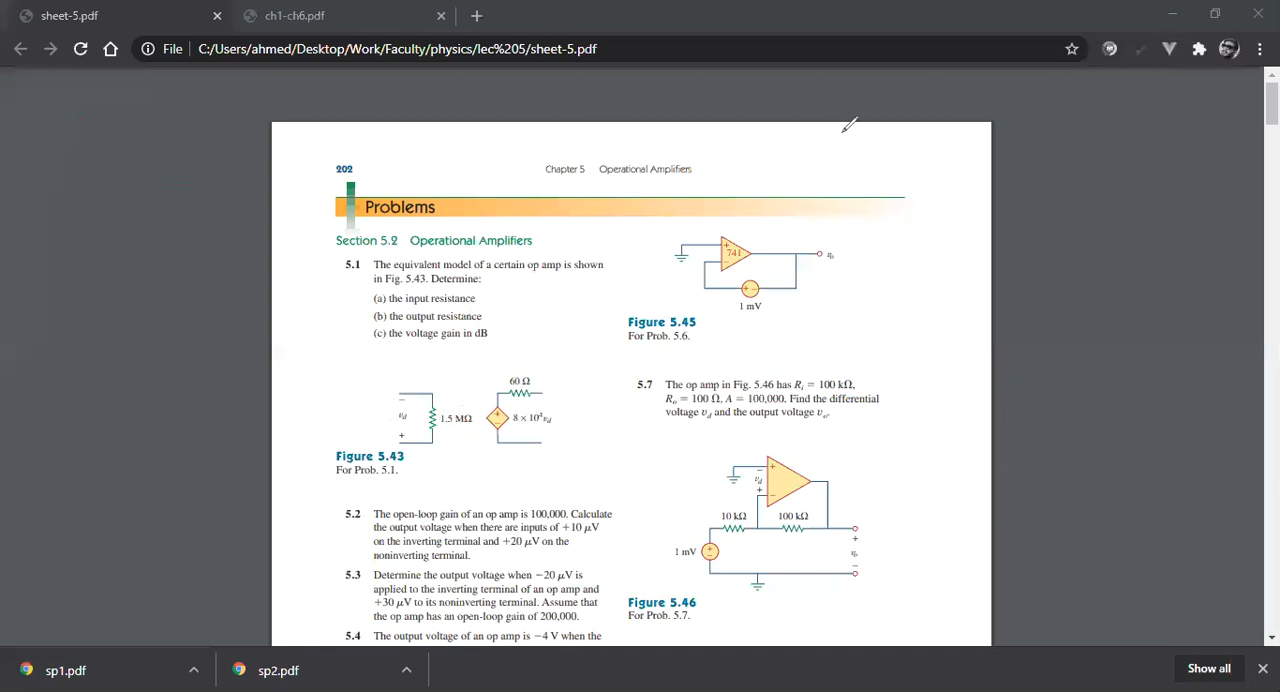 sheet-5.pdf
ch1-ch6.pdf
File
C:/Users/ahmed/Desktop/Work/Faculty/physics/lec%205/sheet-5.pdf
202
Chapter 5 Operational Amplifiers
Problems
Section 5.2 Operational Amplifiers
5.1 The equivalent model of a certain op amp is shown
in Fig. 5.43. Determine:
(a) the input resistance
(b) the output resistance
(c) the voltage gain in dB
60 Ω
−
vd
+
1.5 MΩ
+
−
8 × 10⁴vd
Figure 5.43
For Prob. 5.1.
5.2 The open-loop gain of an op amp is 100,000. Calculate
the output voltage when there are inputs of +10 μV
on the inverting terminal and +20 μV on the
noninverting terminal.
5.3 Determine the output voltage when −20 μV is
applied to the inverting terminal of an op amp and
+30 μV to its noninverting terminal. Assume that
the op amp has an open-loop gain of 200,000.
5.4 The output voltage of an op amp is −4 V when the
+
741
−
vo
+ −
1 mV
Figure 5.45
For Prob. 5.6.
5.7 The op amp in Fig. 5.46 has Ri = 100 kΩ,
Ro = 100 Ω, A = 100,000. Find the differential
voltage vd and the output voltage vo.
+
−
vd
+
−
10 kΩ
100 kΩ
1 mV
+
−
+
vo
−
Figure 5.46
For Prob. 5.7.
sp1.pdf
sp2.pdf
Show all